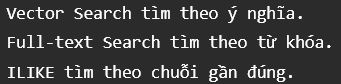 Vector Search tìm theo ý nghĩa.
Full-text Search tìm theo từ khóa.
ILIKE tìm theo chuỗi gần đúng.